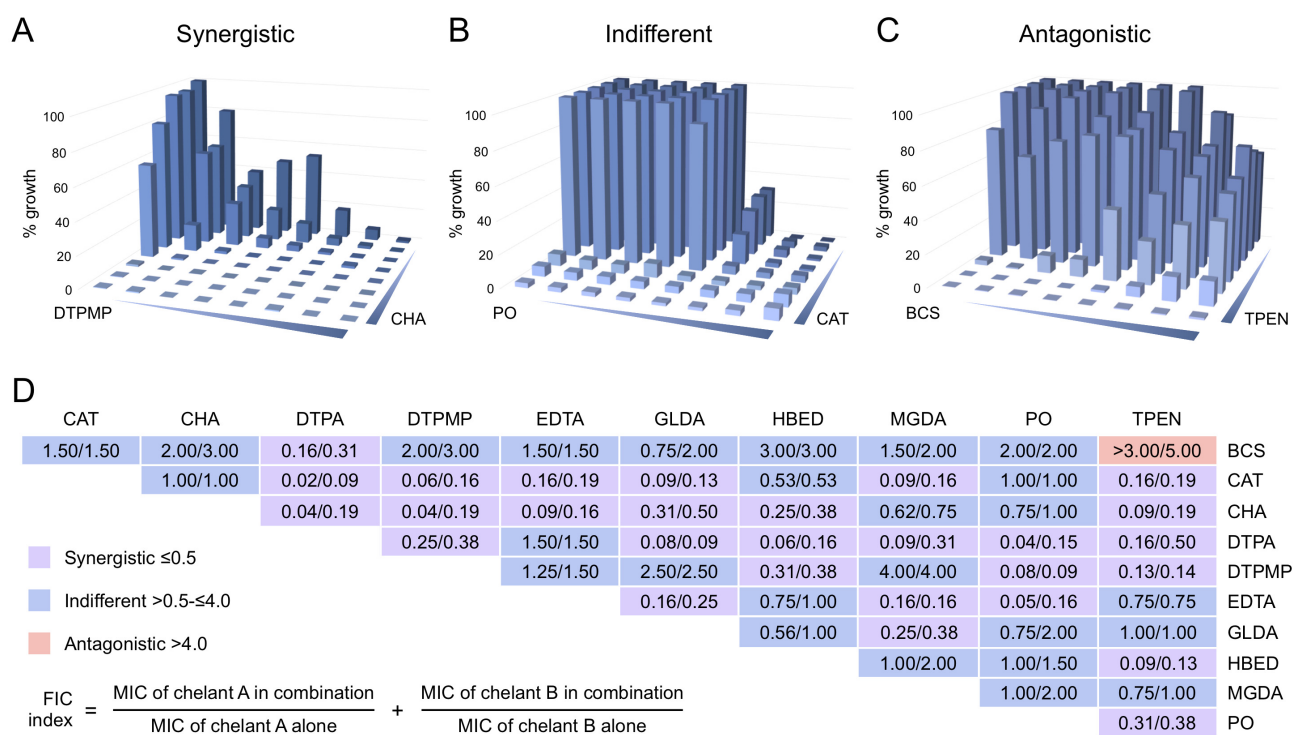 A
Synergistic
% growth
100
80
60
40
20
0
DTPMP
CHA
B
Indifferent
% growth
100
80
60
40
20
0
PO
CAT
C
Antagonistic
% growth
100
80
60
40
20
0
BCS
TPEN
D
CAT CHA DTPA DTPMP EDTA GLDA HBED MGDA PO TPEN
1.50/1.50 2.00/3.00 0.16/0.31 2.00/3.00 1.50/1.50 0.75/2.00 3.00/3.00 1.50/2.00 2.00/2.00 >3.00/5.00 BCS
1.00/1.00 0.02/0.09 0.06/0.16 0.16/0.19 0.09/0.13 0.53/0.53 0.09/0.16 1.00/1.00 0.16/0.19 CAT
0.04/0.19 0.04/0.19 0.09/0.16 0.31/0.50 0.25/0.38 0.62/0.75 0.75/1.00 0.09/0.19 CHA
0.25/0.38 1.50/1.50 0.08/0.09 0.06/0.16 0.09/0.31 0.04/0.15 0.16/0.50 DTPA
1.25/1.50 2.50/2.50 0.31/0.38 4.00/4.00 0.08/0.09 0.13/0.14 DTPMP
0.16/0.25 0.75/1.00 0.16/0.16 0.05/0.16 0.75/0.75 EDTA
0.56/1.00 0.25/0.38 0.75/2.00 1.00/1.00 GLDA
1.00/2.00 1.00/1.50 0.09/0.13 HBED
1.00/2.00 0.75/1.00 MGDA
0.31/0.38 PO
Synergistic ≤0.5
Indifferent >0.5-≤4.0
Antagonistic >4.0
FIC index = MIC of chelant A in combination + MIC of chelant B in combination
MIC of chelant A alone MIC of chelant B alone